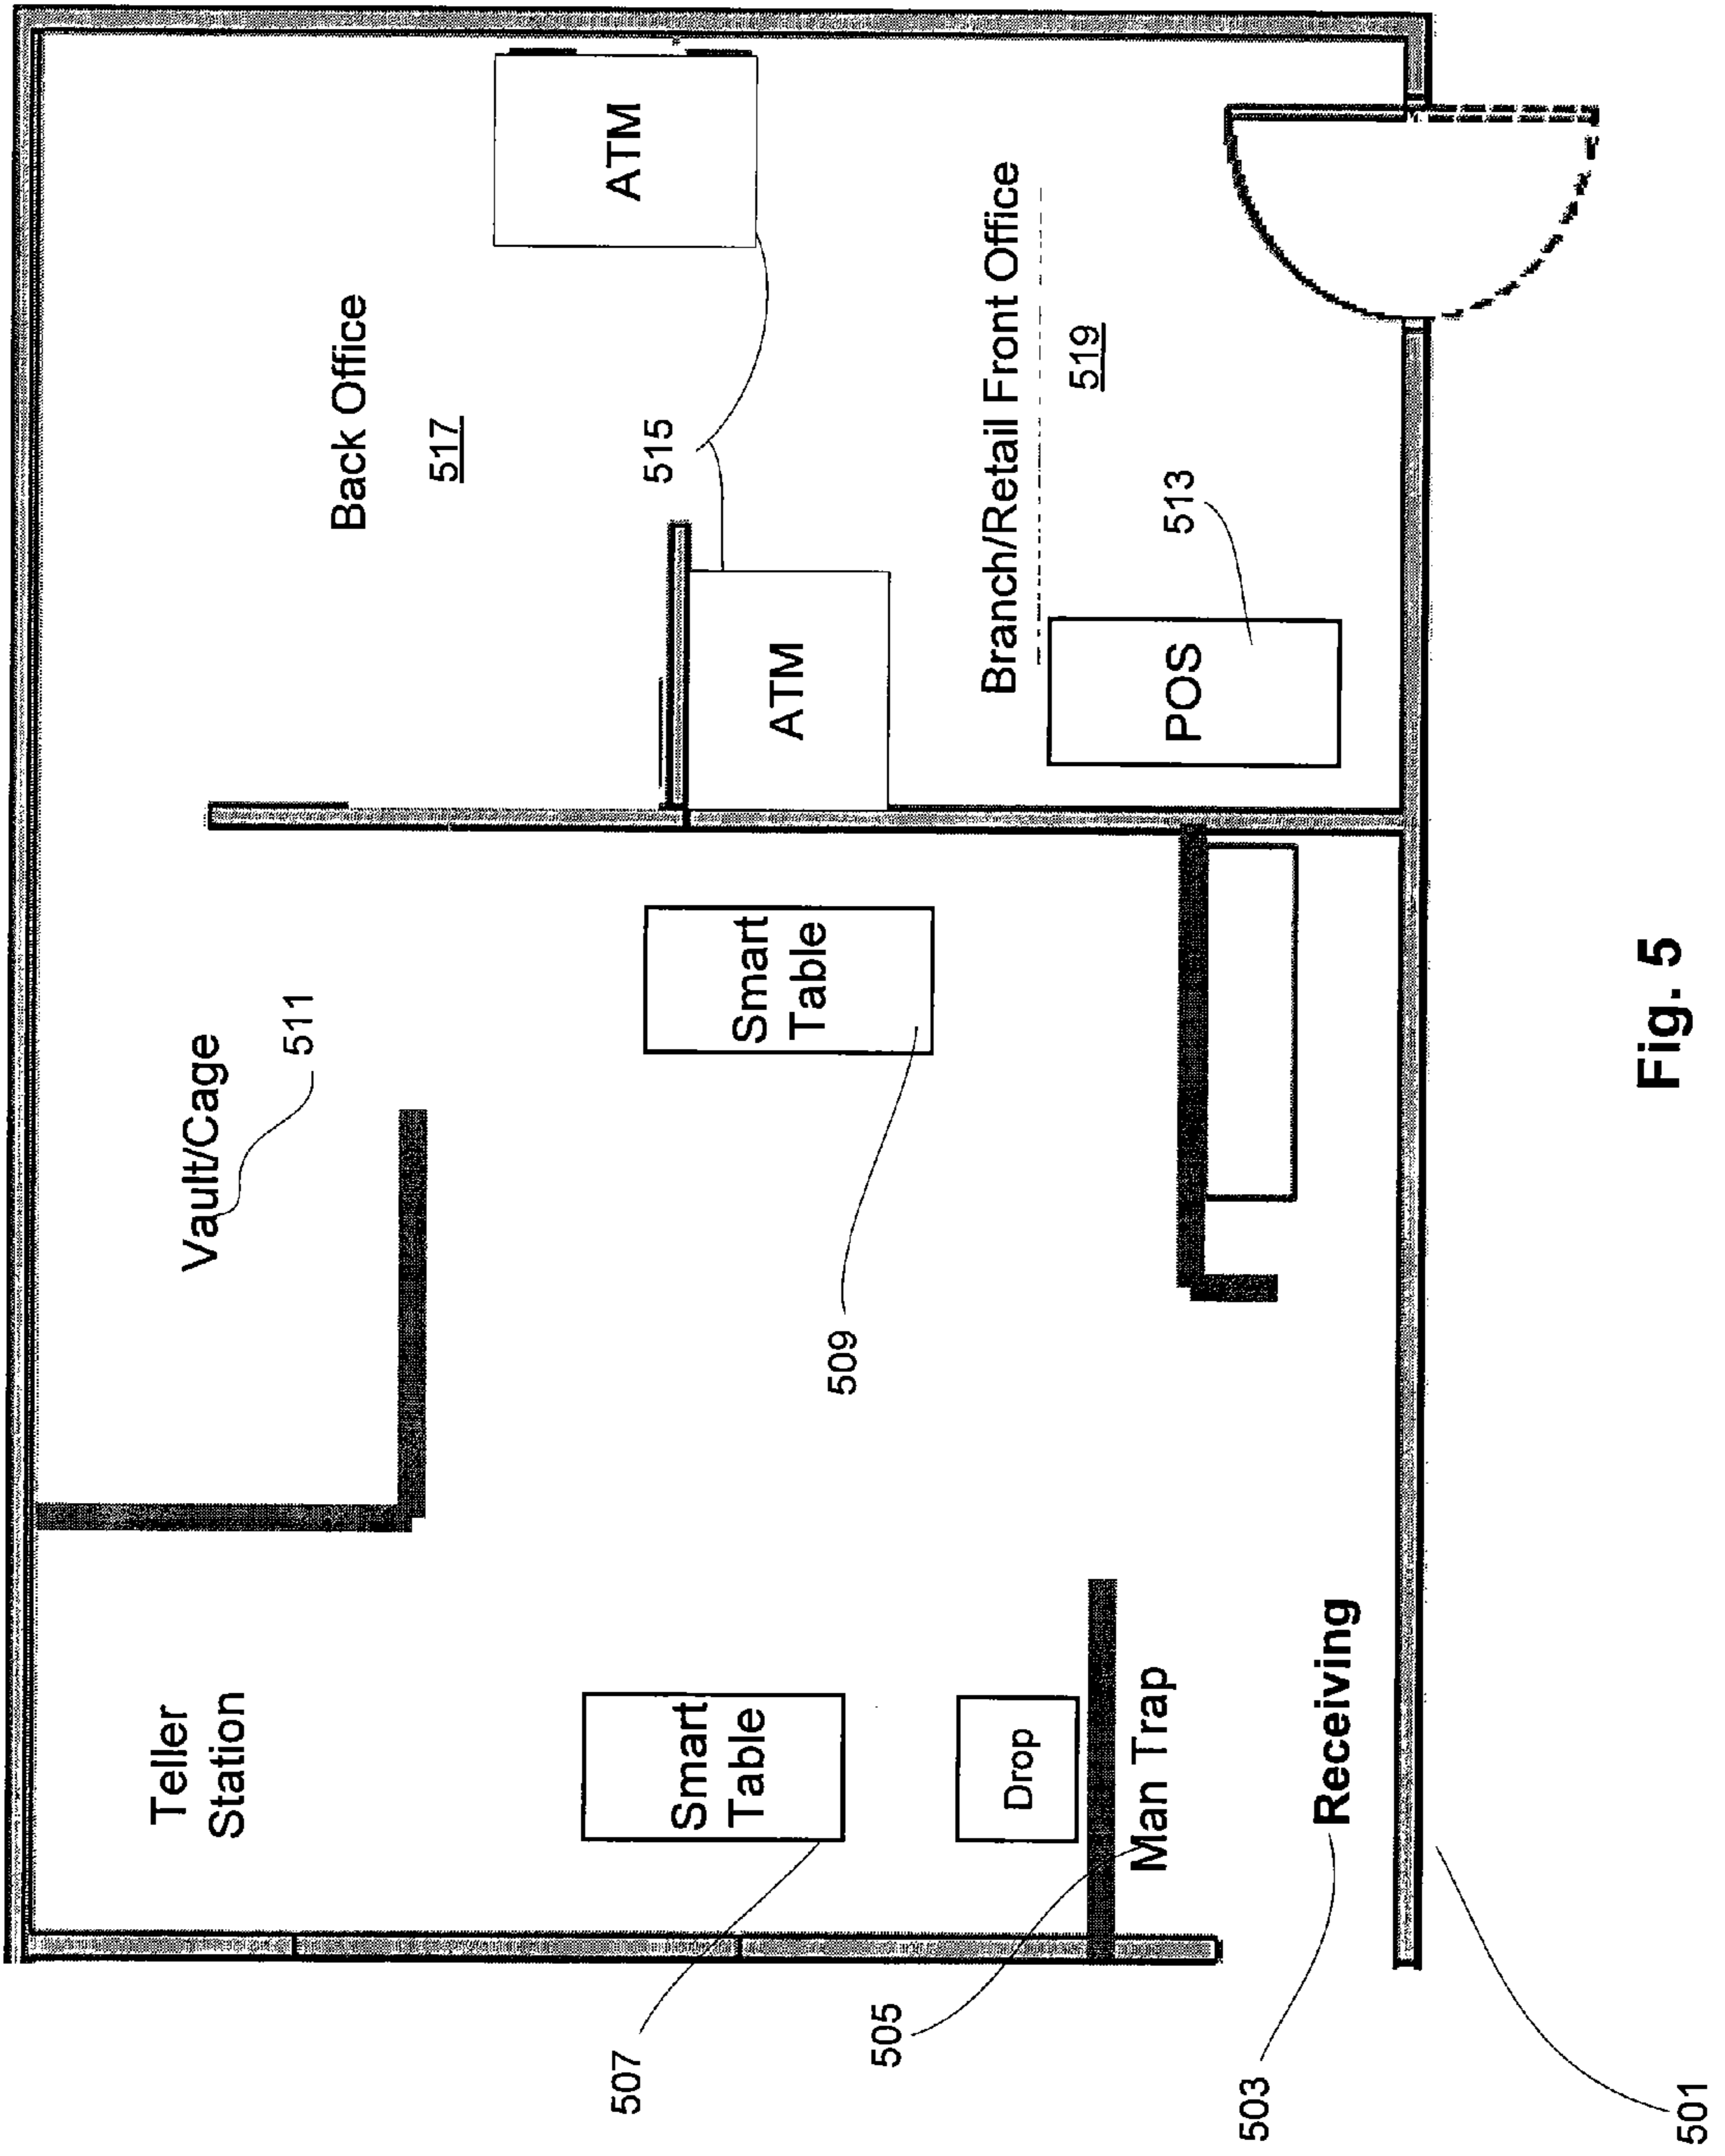 Teller
Station
Vault/Cage
511
Back Office
517
ATM
507
515
Smart
Table
Smart
Table
ATM
509
505
Branch/Retail Front Office
Drop
519
Man Trap
POS
513
503
Receiving
501
Fig. 5